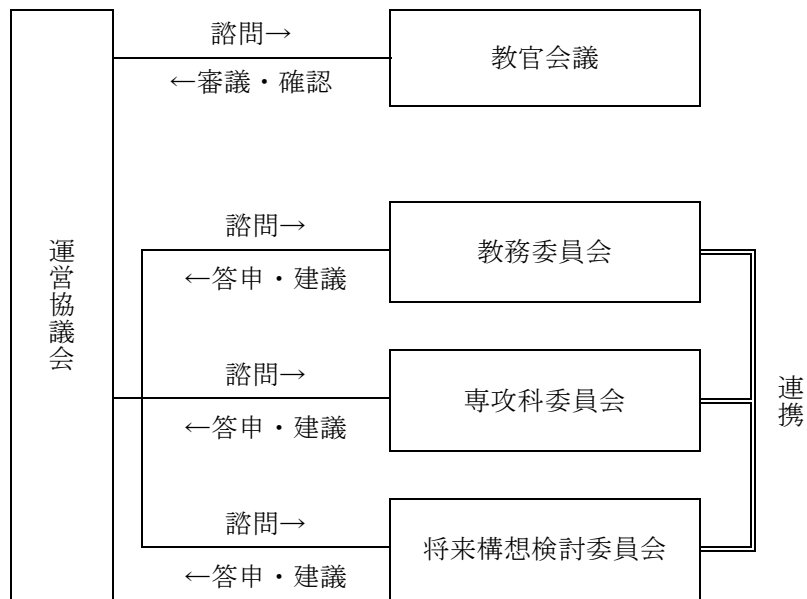 運営協議会
諮問→
←審議・確認
教官会議
諮問→
←答申・建議
教務委員会
諮問→
←答申・建議
専攻科委員会
諮問→
←答申・建議
将来構想検討委員会
連携